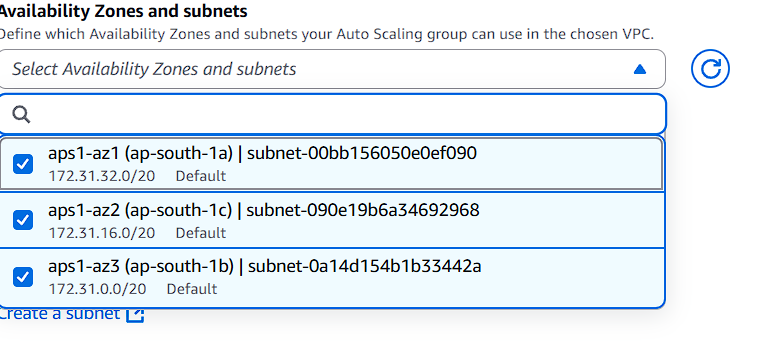 Availability Zones and subnets
Define which Availability Zones and subnets your Auto Scaling group can use in the chosen VPC.
Select Availability Zones and subnets
aps1-az1 (ap-south-1a) | subnet-00bb156050e0ef090
172.31.32.0/20 Default
aps1-az2 (ap-south-1c) | subnet-090e19b6a34692968
172.31.16.0/20 Default
aps1-az3 (ap-south-1b) | subnet-0a14d154b1b33442a
172.31.0.0/20 Default
Create a subnet